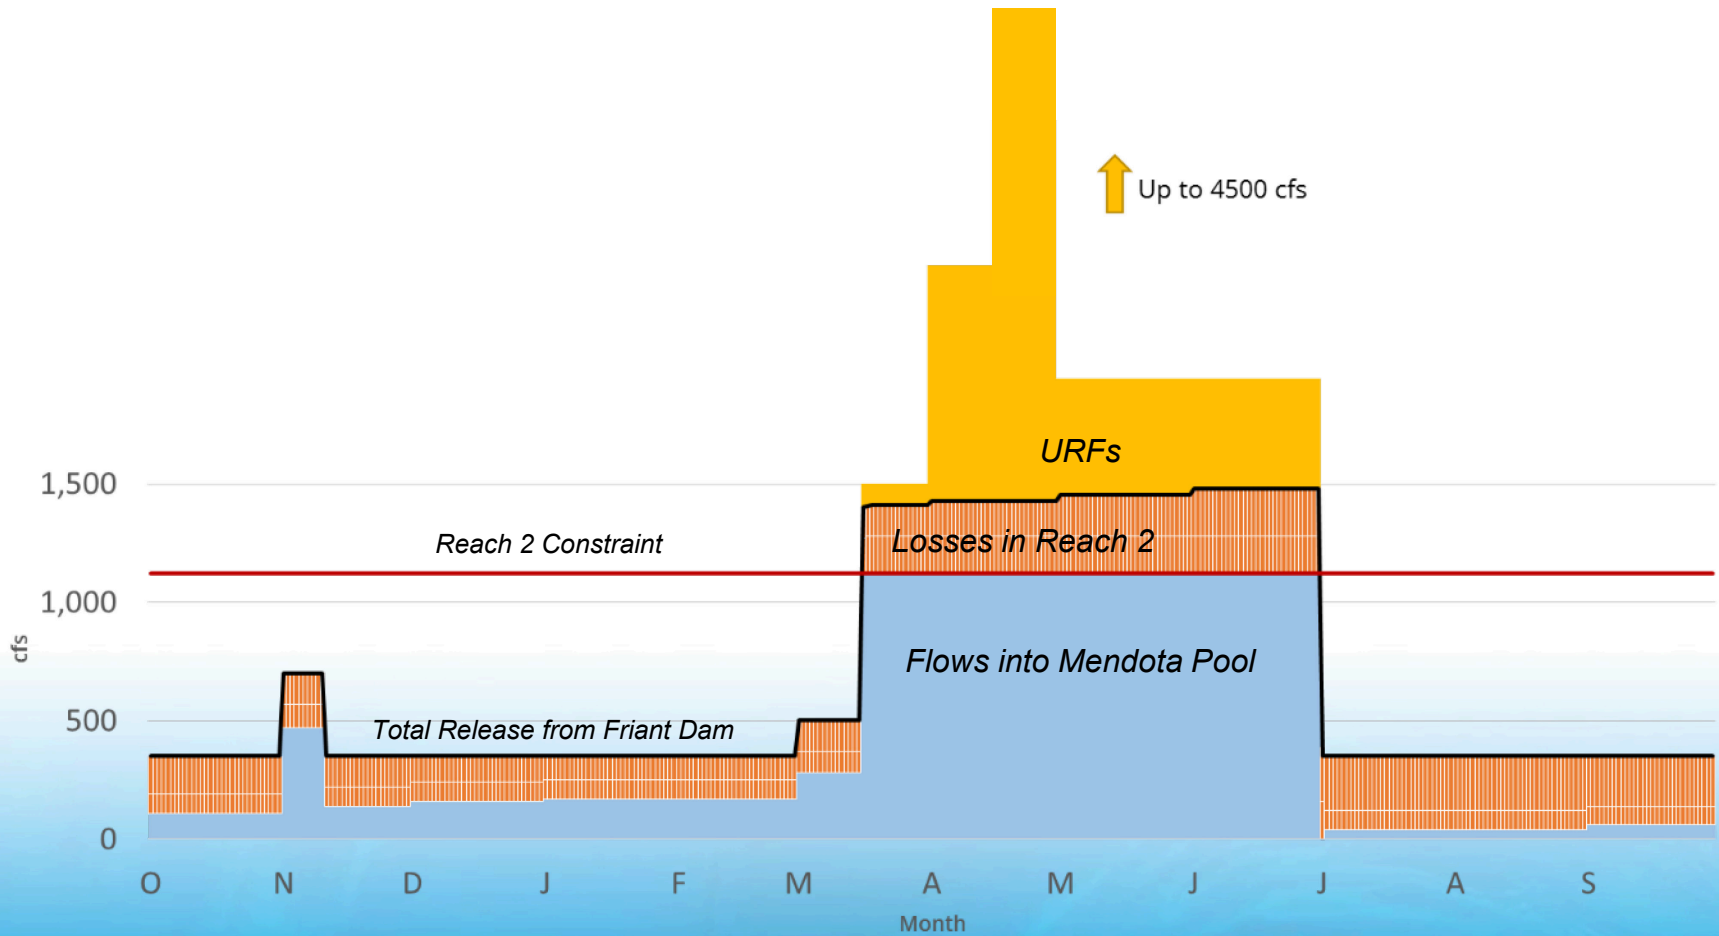 Up to 4500 cfs
URFs
1,500
Reach 2 Constraint
Losses in Reach 2
1,000
cfs
Flows into Mendota Pool
500
Total Release from Friant Dam
0
O N D J F M A M J J A S
Month